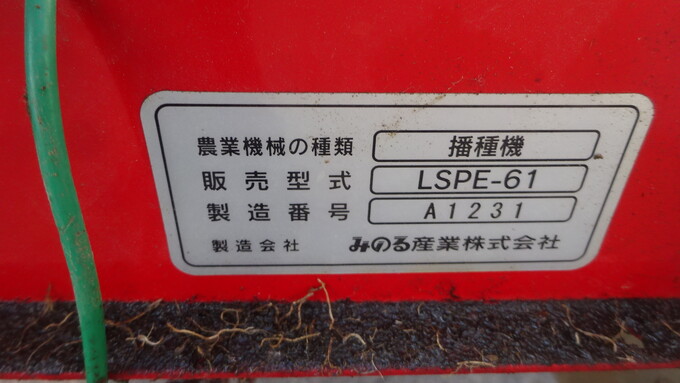 農業機械の種類 播種機
販売型式 LSPE-61
製造番号 A1231
製造会社 みのる産業株式会社